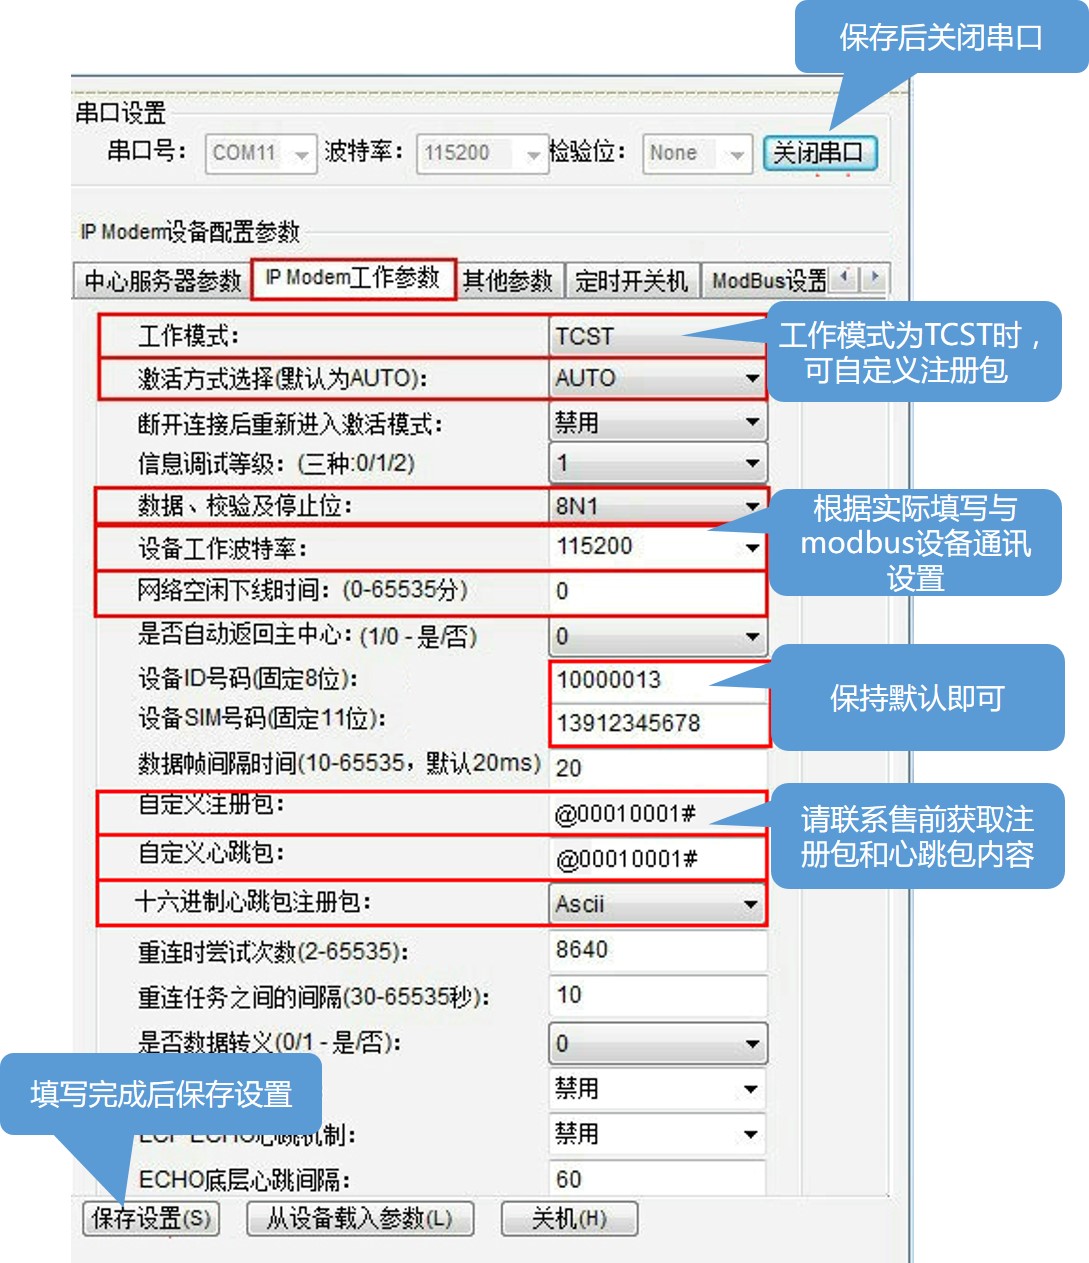 保存后关闭串口
串口设置
串口号： COM11 波特率： 115200 检验位： None 关闭串口
IP Modem设备配置参数
中心服务器参数 IP Modem工作参数 其他参数 定时开关机 ModBus设置
工作模式： TCST
工作模式为TCST时，
可自定义注册包
激活方式选择(默认为AUTO)： AUTO
断开连接后重新进入激活模式： 禁用
信息调试等级：(三种:0/1/2) 1
数据、校验及停止位： 8N1
根据实际填写与
modbus设备通讯
设置
设备工作波特率： 115200
网络空闲下线时间：(0-65535分) 0
是否自动返回主中心：(1/0 - 是/否) 0
设备ID号码(固定8位)： 10000013
保持默认即可
设备SIM号码(固定11位)： 13912345678
数据帧间隔时间(10-65535，默认20ms) 20
自定义注册包： @00010001#
请联系售前获取注
册包和心跳包内容
自定义心跳包： @00010001#
十六进制心跳包注册包： Ascii
重连时尝试次数(2-65535)： 8640
重连任务之间的间隔(30-65535秒)： 10
是否数据转义(0/1 - 是/否)： 0
填写完成后保存设置
禁用
ECHO心跳机制： 禁用
ECHO底层心跳间隔： 60
保存设置(S) 从设备载入参数(L) 关机(H)